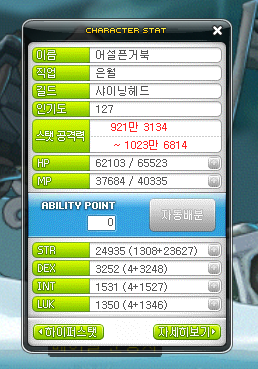 CHARACTER STAT
이름 어설픈거북
직업 은월
길드 샤이닝헤드
인기도 127
스탯 공격력 921만 3134
~ 1023만 6814
HP 62103 / 65523
MP 37684 / 40335
ABILITY POINT
0 자동배분
STR 24935 (1308+23627)
DEX 3252 (4+3248)
INT 1531 (4+1527)
LUK 1350 (4+1346)
하이퍼스탯 자세히보기